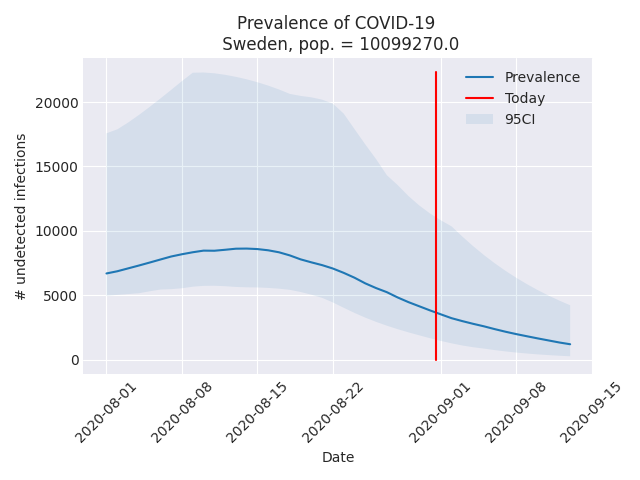 Prevalence of COVID-19
Sweden, pop. = 10099270.0
Prevalence
Today
95CI
# undetected infections
20000
15000
10000
5000
0
2020-08-01
2020-08-08
2020-08-15
2020-08-22
2020-09-01
2020-09-08
2020-09-15
Date